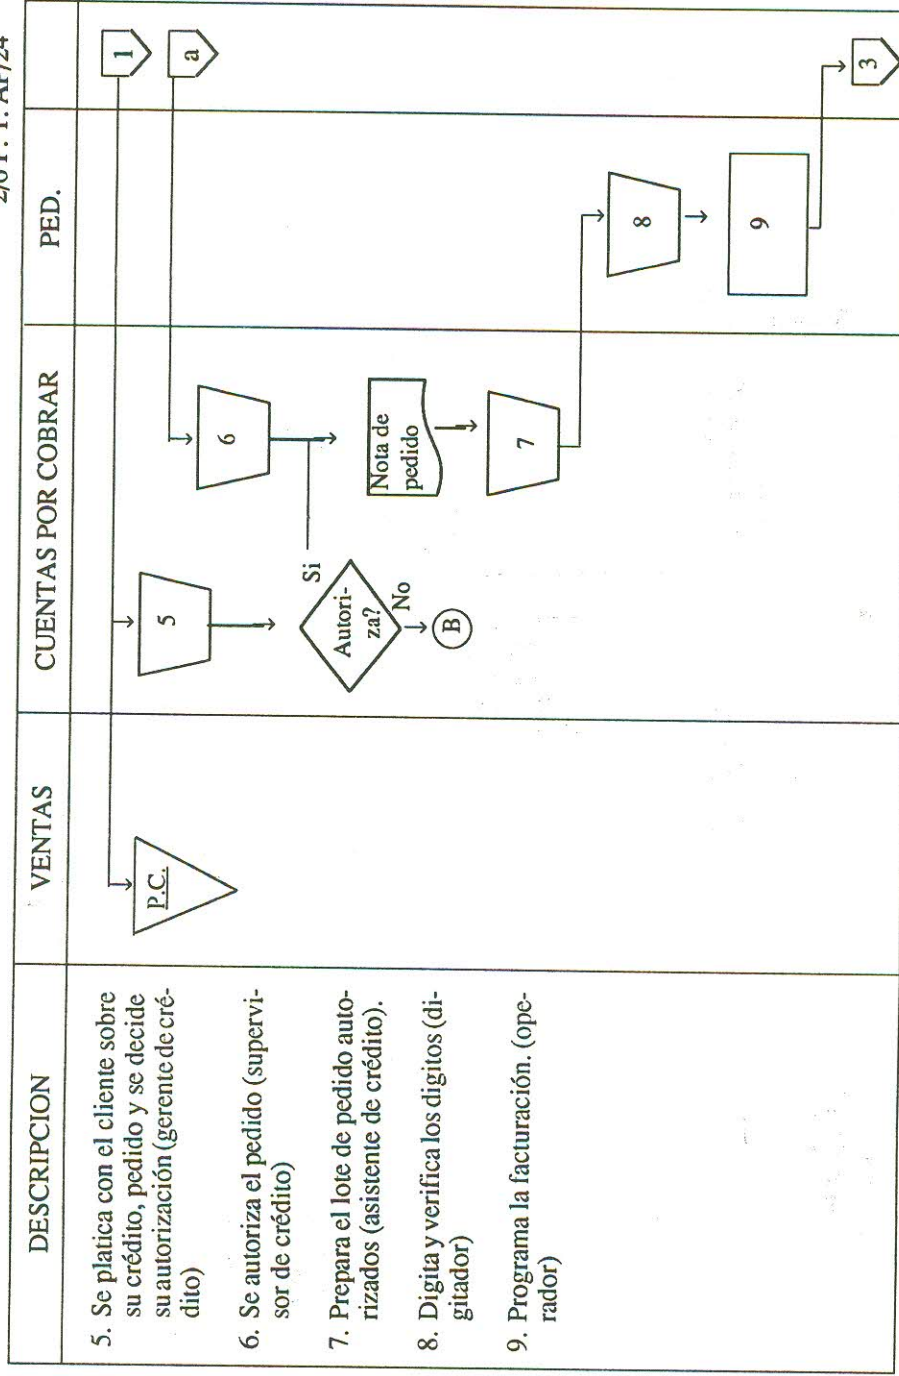 2/6 P. T. AP/24
DESCRIPCION
VENTAS
CUENTAS POR COBRAR
PED.
5. Se platica con el cliente sobre
su crédito, pedido y se decide
su autorización (gerente de cré-
dito)
6. Se autoriza el pedido (supervi-
sor de crédito)
7. Prepara el lote de pedido auto-
rizados (asistente de crédito).
8. Digita y verifica los digitos (di-
gitador)
9. Programa la facturación. (ope-
rador)
P.C.
5
Autori-
za?
Si
No
B
6
Nota de
pedido
7
8
9
1
a
3